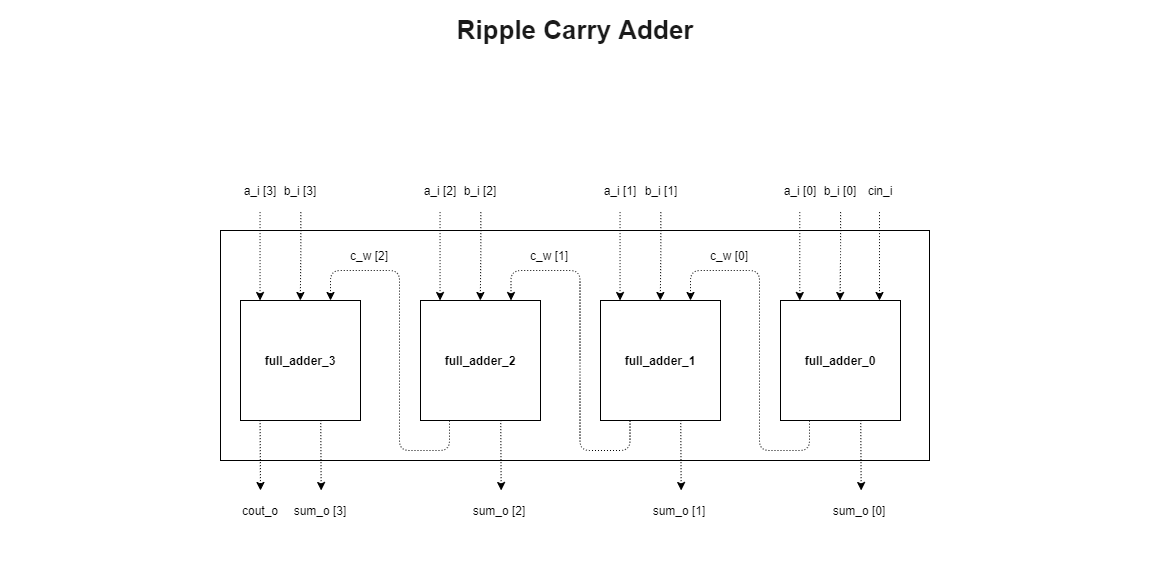 Ripple Carry Adder
a_i [3] b_i [3] a_i [2] b_i [2] a_i [1] b_i [1] a_i [0] b_i [0] cin_i
c_w [2] c_w [1] c_w [0]
full_adder_3 full_adder_2 full_adder_1 full_adder_0
cout_o sum_o [3] sum_o [2] sum_o [1] sum_o [0]